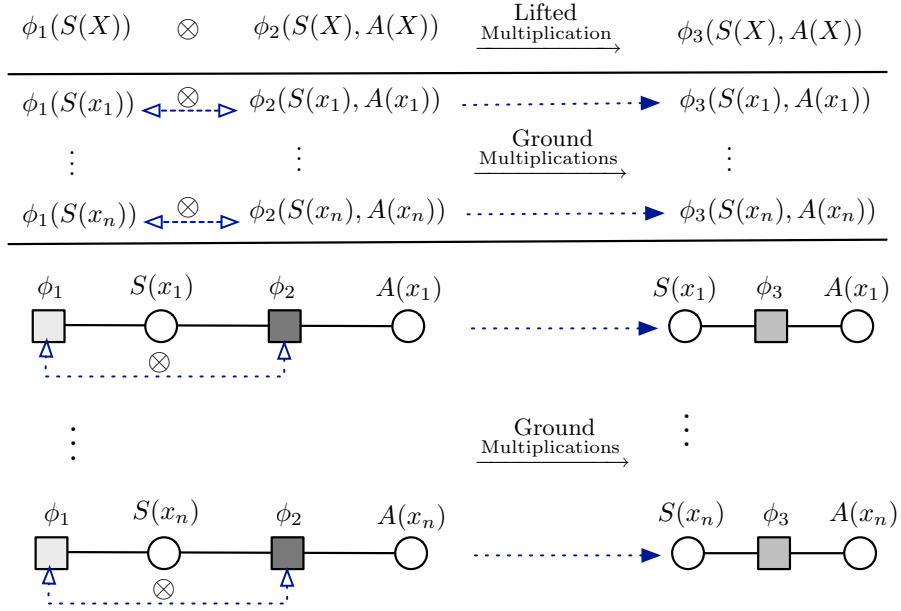 ϕ₁(S(X)) ⊗ ϕ₂(S(X), A(X)) Lifted Multiplication ϕ₃(S(X), A(X))
ϕ₁(S(x₁)) ⊗ ϕ₂(S(x₁), A(x₁)) ϕ₃(S(x₁), A(x₁))
⋮ ⋮ Ground Multiplications ⋮
ϕ₁(S(xₙ)) ⊗ ϕ₂(S(xₙ), A(xₙ)) ϕ₃(S(xₙ), A(xₙ))
ϕ₁ S(x₁) ϕ₂ A(x₁) S(x₁) ϕ₃ A(x₁)
⊗
⋮ Ground Multiplications ⋮
ϕ₁ S(xₙ) ϕ₂ A(xₙ) S(xₙ) ϕ₃ A(xₙ)
⊗